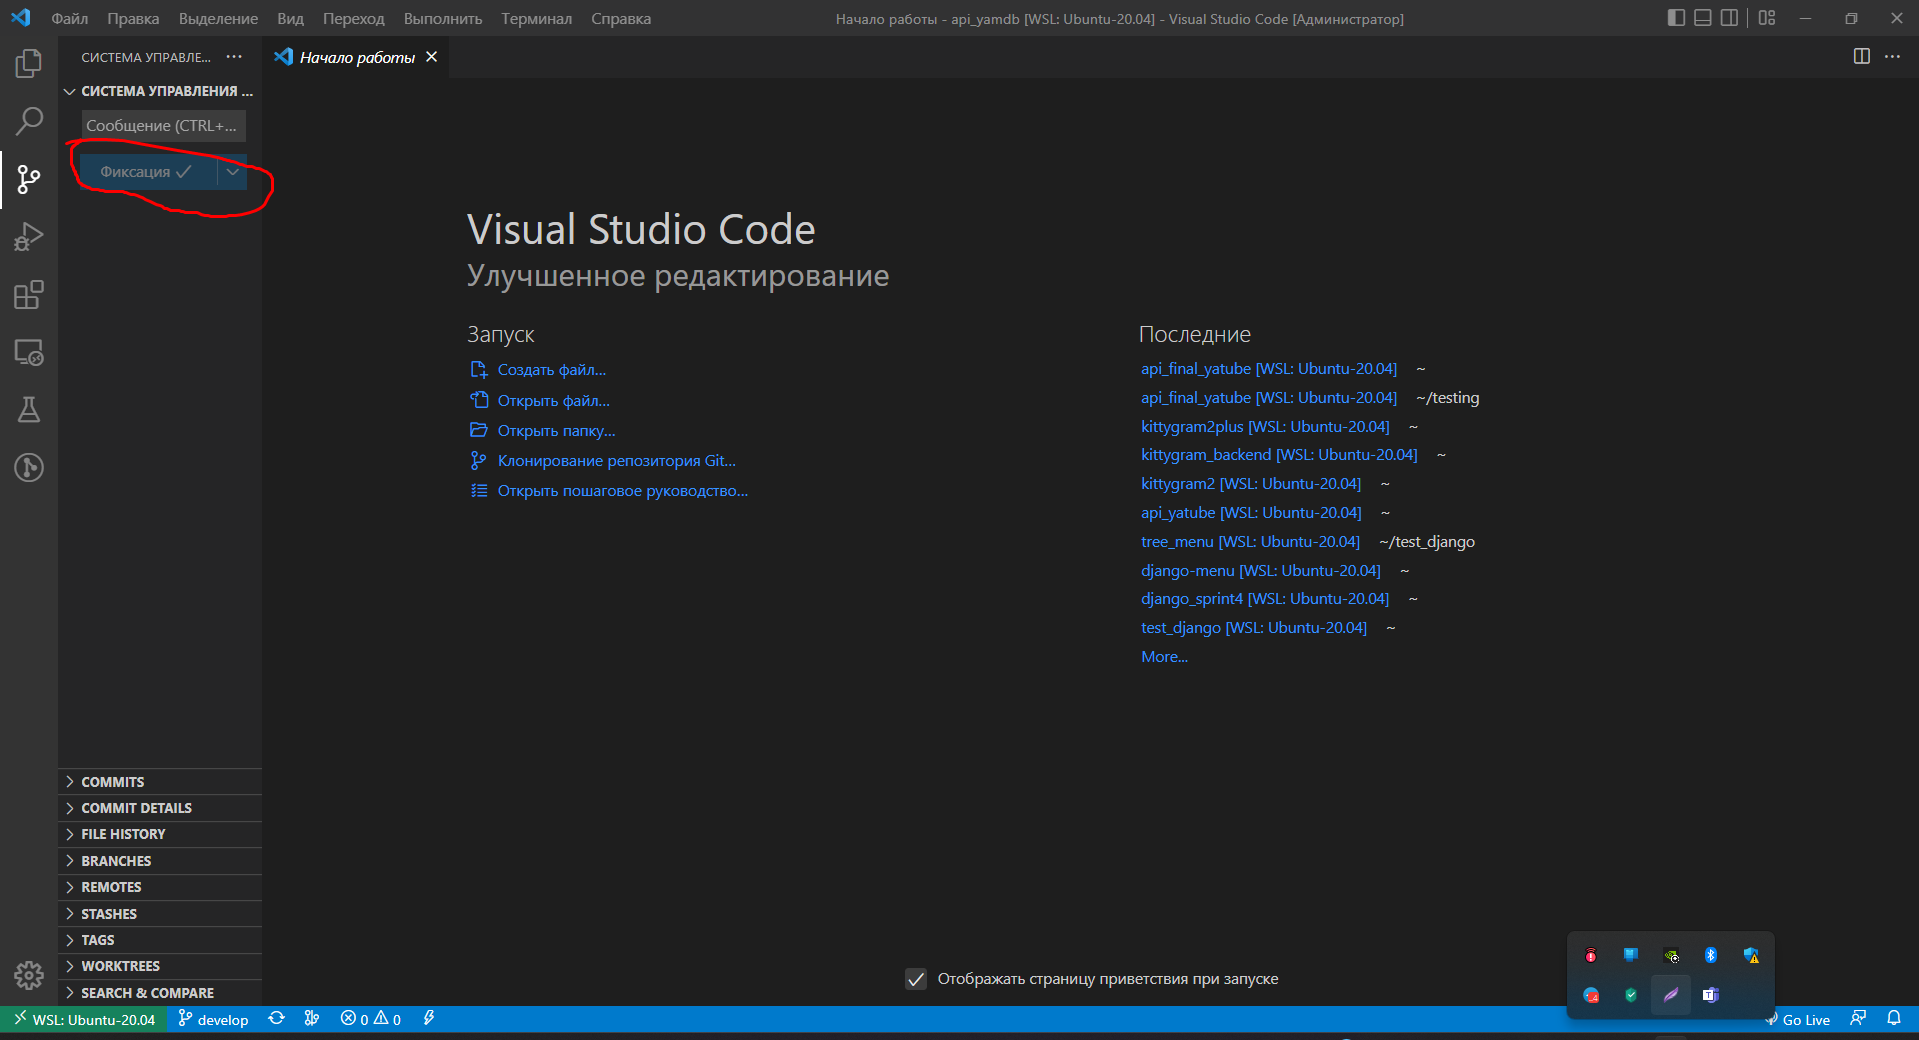 Файл Правка Выделение Вид Переход Выполнить Терминал Справка
Начало работы - api_yamdb [WSL: Ubuntu-20.04] - Visual Studio Code [Администратор]
СИСТЕМА УПРАВЛЕ...
Начало работы
СИСТЕМА УПРАВЛЕНИЯ ...
Сообщение (CTRL+...
Фиксация
Visual Studio Code
Улучшенное редактирование
Запуск
Создать файл...
Открыть файл...
Открыть папку...
Клонирование репозитория Git...
Открыть пошаговое руководство...
Последние
api_final_yatube [WSL: Ubuntu-20.04] ~
api_final_yatube [WSL: Ubuntu-20.04] ~/testing
kittygram2plus [WSL: Ubuntu-20.04] ~
kittygram_backend [WSL: Ubuntu-20.04] ~
kittygram2 [WSL: Ubuntu-20.04] ~
api_yatube [WSL: Ubuntu-20.04] ~
tree_menu [WSL: Ubuntu-20.04] ~/test_django
django-menu [WSL: Ubuntu-20.04] ~
django_sprint4 [WSL: Ubuntu-20.04] ~
test_django [WSL: Ubuntu-20.04] ~
More...
COMMITS
COMMIT DETAILS
FILE HISTORY
BRANCHES
REMOTES
STASHES
TAGS
WORKTREES
SEARCH & COMPARE
Отображать страницу приветствия при запуске
WSL: Ubuntu-20.04 develop 0 0
Go Live